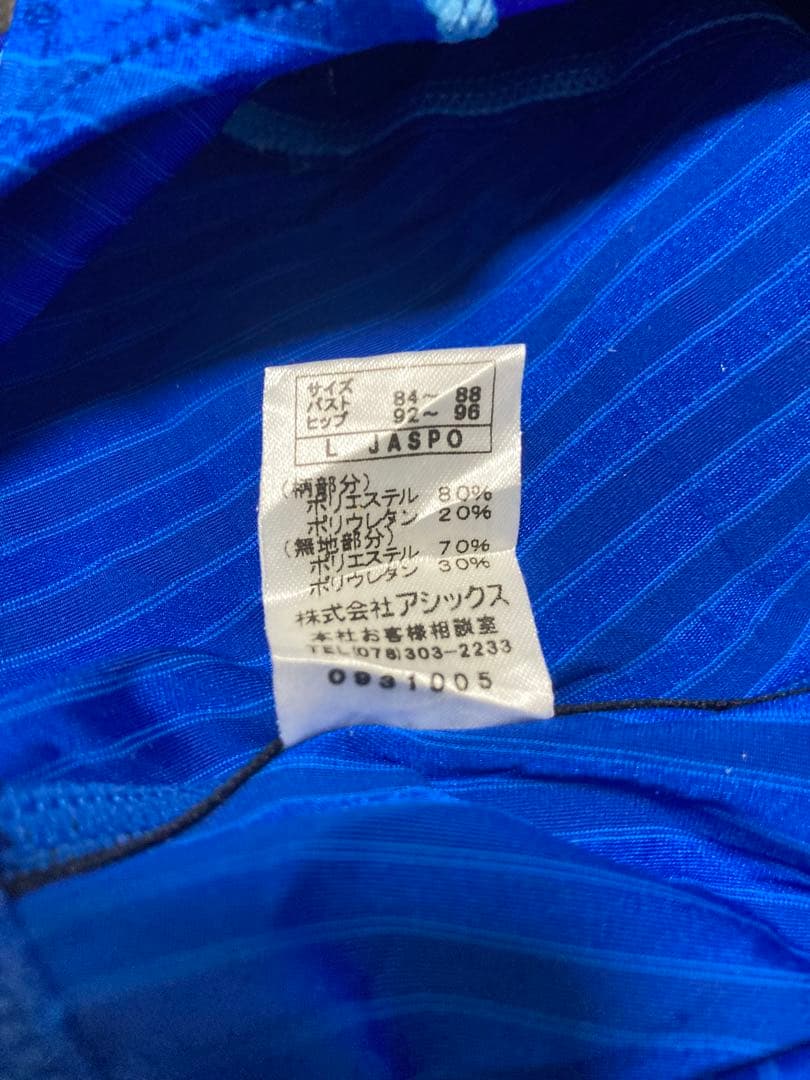 サイズ
バスト 84〜 88
ヒップ 92〜 96
L JASPO
(柄部分)
ポリエステル 80%
ポリウレタン 20%
(無地部分)
ポリエステル 70%
ポリウレタン 30%
株式会社アシックス
本社お客様相談室
TEL(078)303-2233
0931005